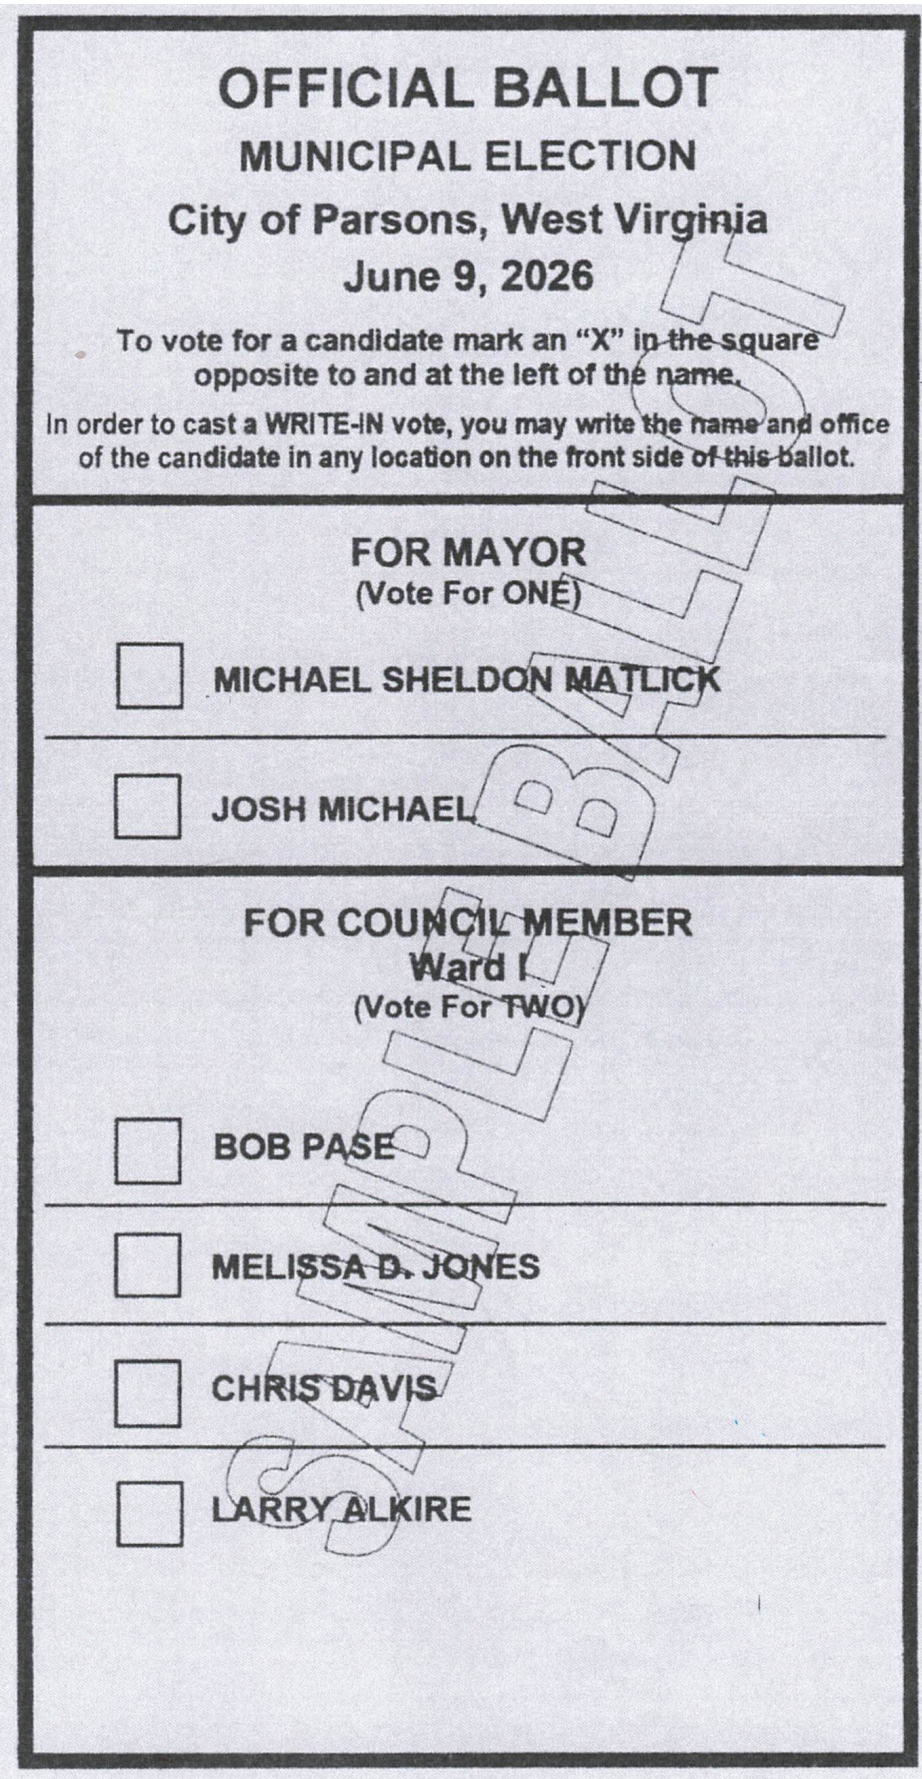 OFFICIAL BALLOT
MUNICIPAL ELECTION
City of Parsons, West Virginia
June 9, 2026
To vote for a candidate mark an “X” in the square
opposite to and at the left of the name.
In order to cast a WRITE-IN vote, you may write the name and office
of the candidate in any location on the front side of this ballot.
FOR MAYOR
(Vote For ONE)
MICHAEL SHELDON MATLICK
JOSH MICHAEL
FOR COUNCIL MEMBER
Ward I
(Vote For TWO)
BOB PASE
MELISSA D. JONES
CHRIS DAVIS
LARRY ALKIRE
SAMPLE BALLOT